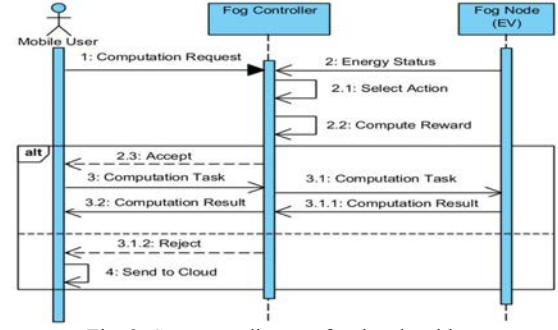 Fog Controller
Fog Node
(EV)
Mobile User
1: Computation Request
2: Energy Status
2.1: Select Action
2.2: Compute Reward
alt
2.3: Accept
3: Computation Task
3.1: Computation Task
3.2: Computation Result
3.1.1: Computation Result
3.1.2: Reject
4: Send to Cloud